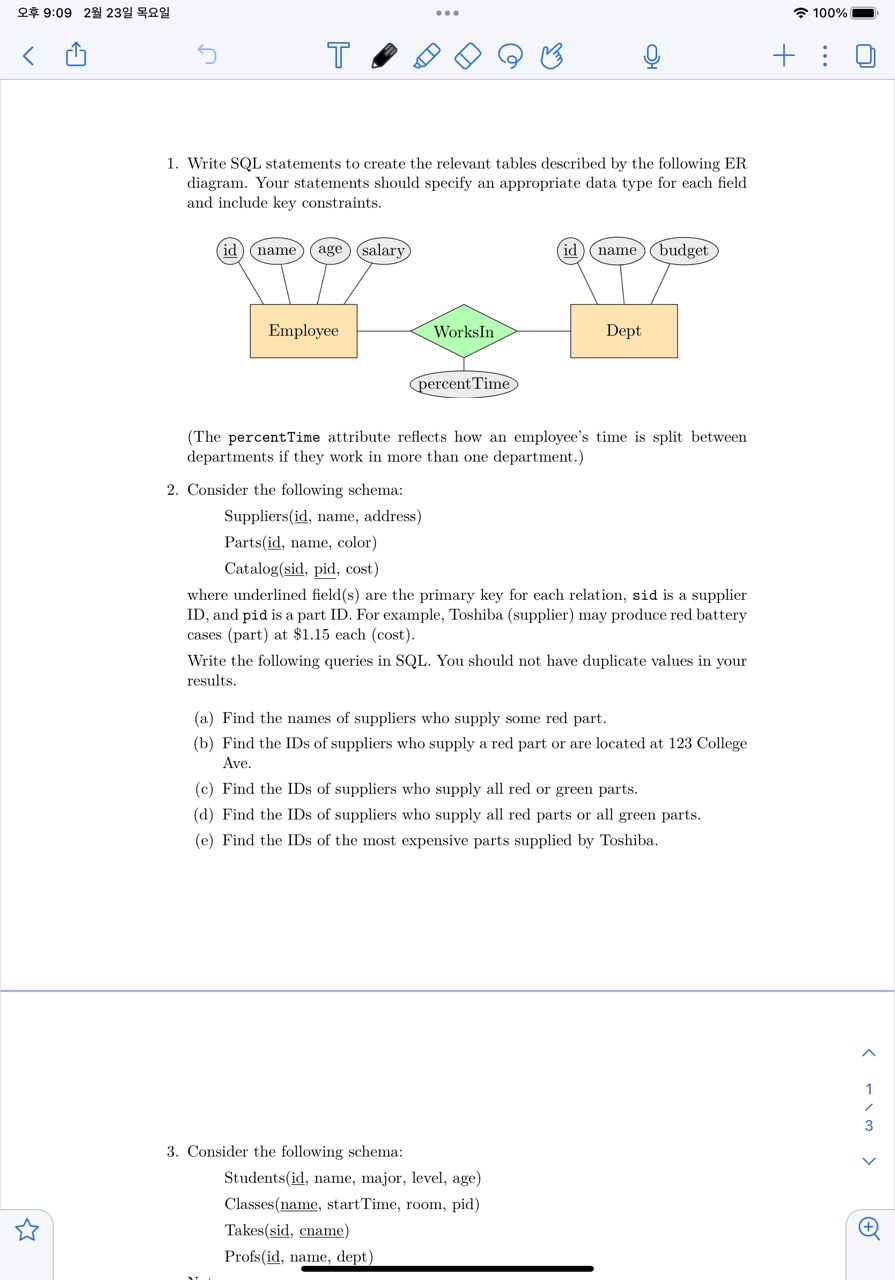 오후 9:09 2월 23일 목요일
100%
1. Write SQL statements to create the relevant tables described by the following ER
diagram. Your statements should specify an appropriate data type for each field
and include key constraints.
id name age salary id name budget
Employee WorksIn Dept
percentTime
(The percentTime attribute reflects how an employee's time is split between
departments if they work in more than one department.)
2. Consider the following schema:
Suppliers(id, name, address)
Parts(id, name, color)
Catalog(sid, pid, cost)
where underlined field(s) are the primary key for each relation, sid is a supplier
ID, and pid is a part ID. For example, Toshiba (supplier) may produce red battery
cases (part) at $1.15 each (cost).
Write the following queries in SQL. You should not have duplicate values in your
results.
(a) Find the names of suppliers who supply some red part.
(b) Find the IDs of suppliers who supply a red part or are located at 123 College
Ave.
(c) Find the IDs of suppliers who supply all red or green parts.
(d) Find the IDs of suppliers who supply all red parts or all green parts.
(e) Find the IDs of the most expensive parts supplied by Toshiba.
1
/
3
3. Consider the following schema:
Students(id, name, major, level, age)
Classes(name, startTime, room, pid)
Takes(sid, cname)
Profs(id, name, dept)